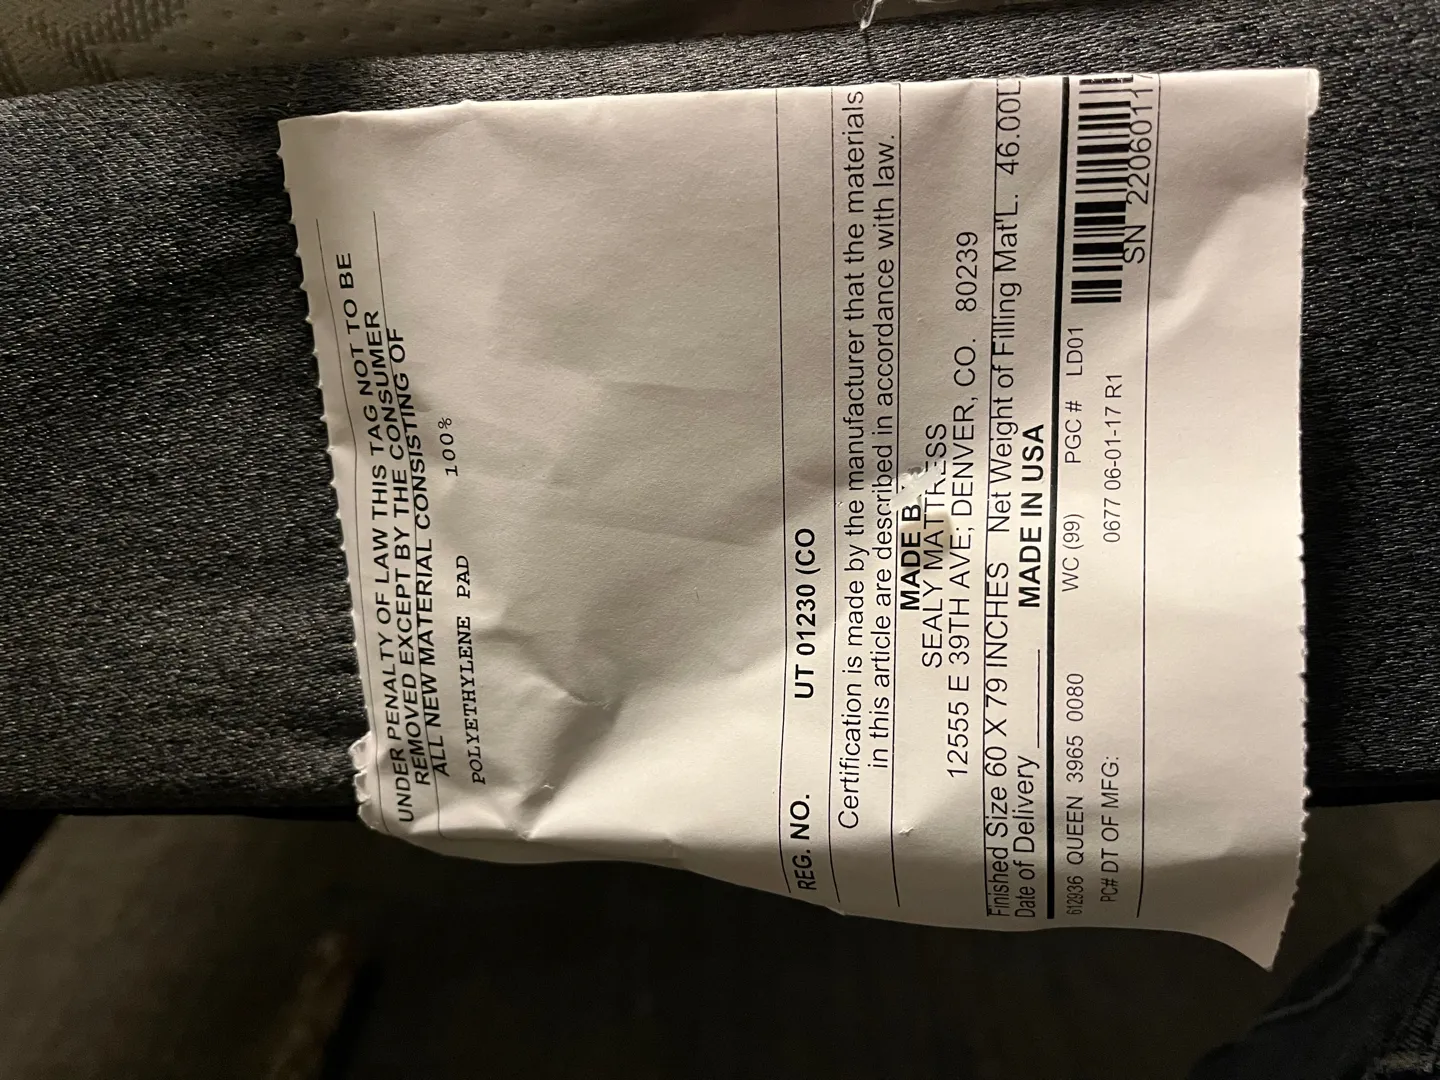 UNDER PENALTY OF LAW THIS TAG NOT TO BE
REMOVED EXCEPT BY THE CONSUMER
ALL NEW MATERIAL CONSISTING OF
POLYETHYLENE PAD 100%
REG. NO. UT 01230 (CO
Certification is made by the manufacturer that the materials
in this article are described in accordance with law.
MADE B
SEALY MATTRESS
12555 E 39TH AVE; DENVER, CO. 80239
Finished Size 60 X 79 INCHES Net Weight of Filling Mat'L. 46.00L
Date of Delivery
MADE IN USA
612936 QUEEN 3965 0080 WC (99) PGC # LD01
PC# DT OF MFG: 0677 06-01-17 R1
SN 22060117